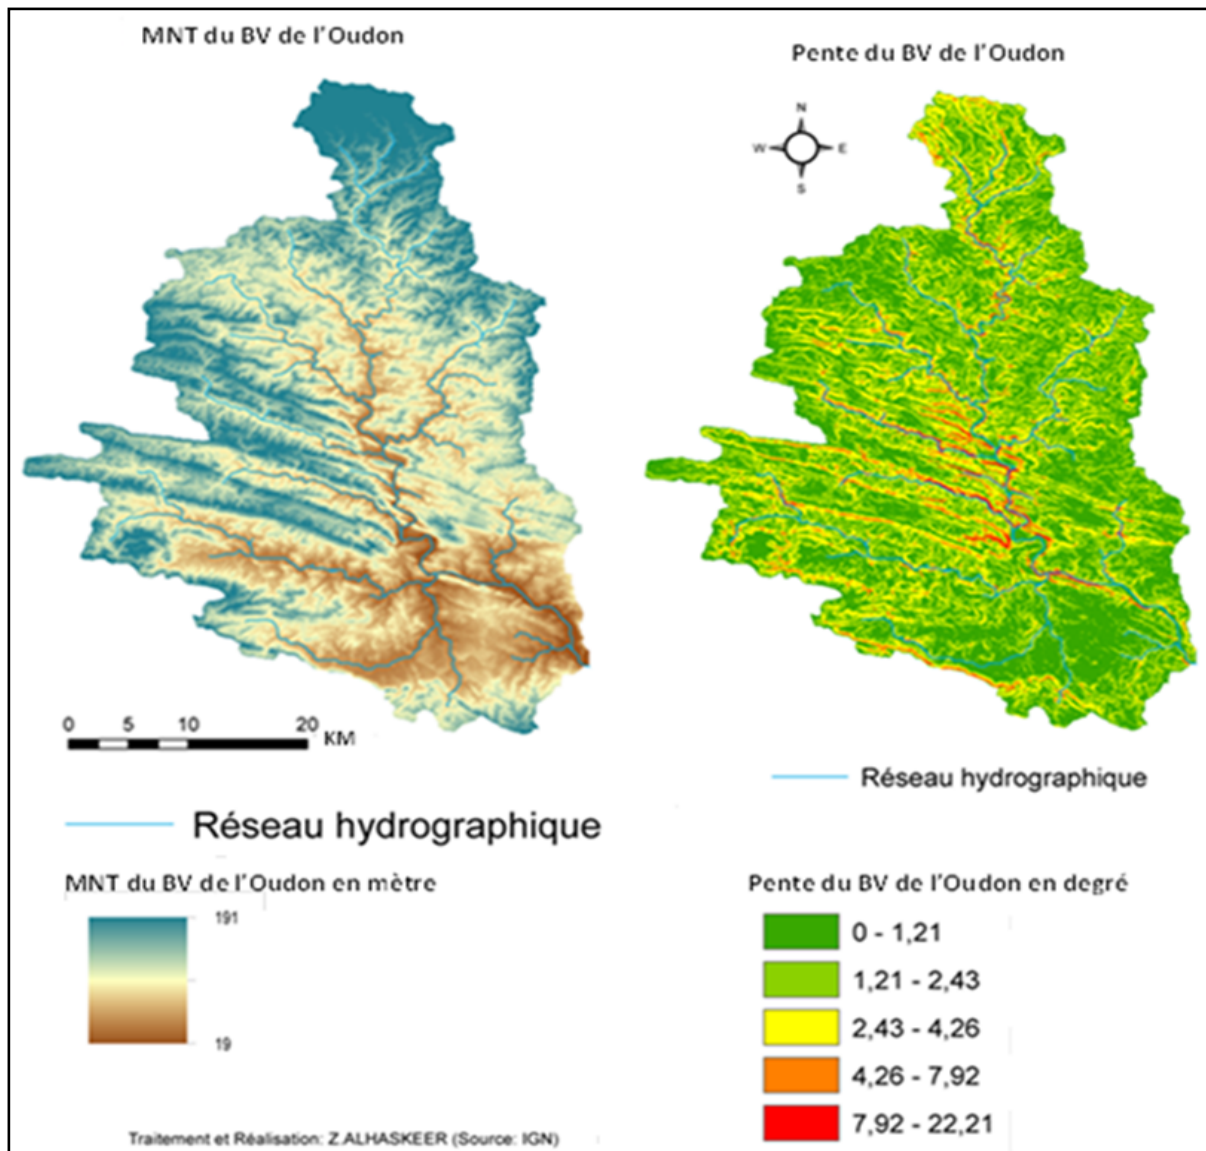 MNT du BV de l'Oudon
Pente du BV de l'Oudon
N
W
E
S
0 5 10 20
KM
Réseau hydrographique
Réseau hydrographique
MNT du BV de l'Oudon en mètre
191
19
Pente du BV de l'Oudon en degré
0 - 1,21
1,21 - 2,43
2,43 - 4,26
4,26 - 7,92
7,92 - 22,21
Traitement et Réalisation: Z.ALHASKEER (Source: IGN)